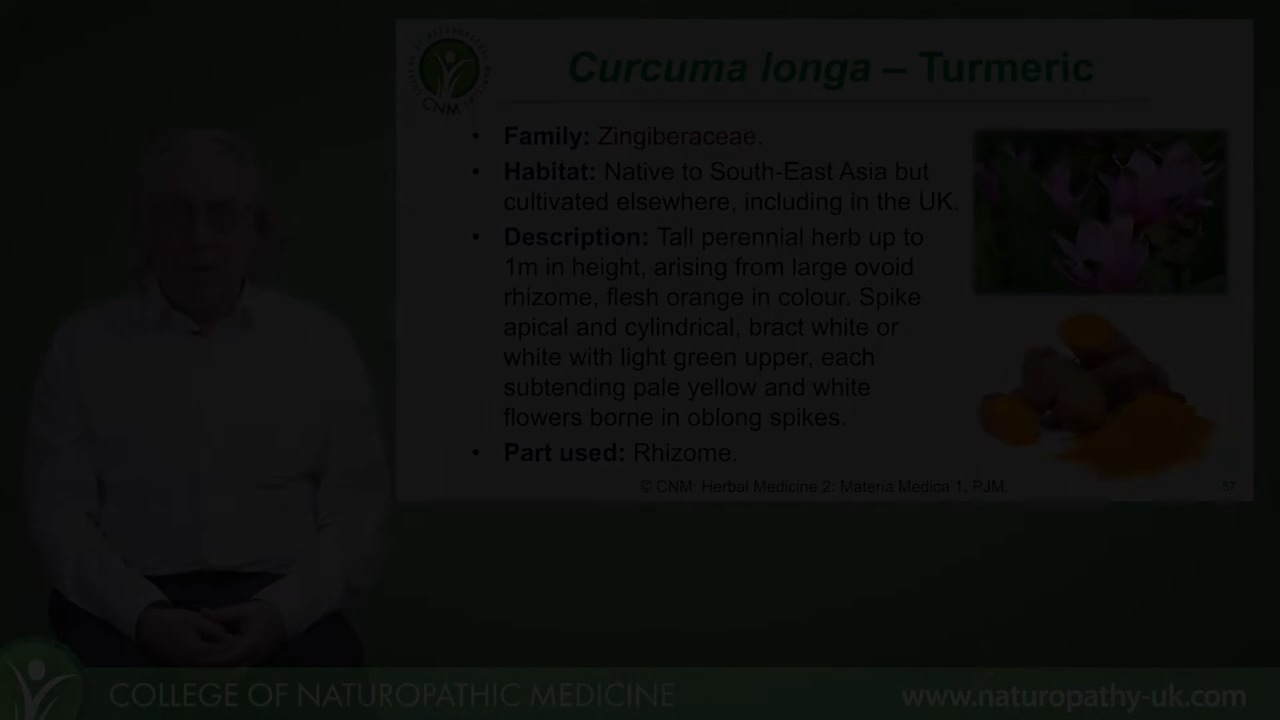 Curcuma longa – Turmeric
CNM
• Family: Zingiberaceae.
• Habitat: Native to South-East Asia but
cultivated elsewhere, including in the UK.
• Description: Tall perennial herb up to
1m in height, arising from large ovoid
rhizome, flesh orange in colour. Spike
apical and cylindrical, bract white or
white with light green upper, each
subtending pale yellow and white
flowers borne in oblong spikes.
• Part used: Rhizome.
© CNM: Herbal Medicine 2: Materia Medica 1. PJM.
57
COLLEGE OF NATUROPATHIC MEDICINE
www.naturopathy-uk.com